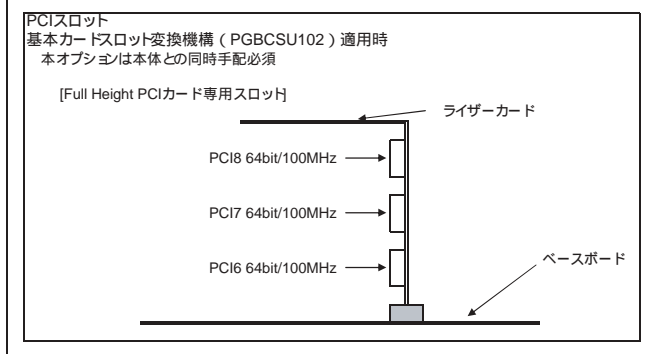 PCIスロット
基本カードスロット変換機構（PGBCSU102）適用時
本オプションは本体との同時手配必須
[Full Height PCIカード専用スロット]
ライザーカード
PCI8 64bit/100MHz
PCI7 64bit/100MHz
PCI6 64bit/100MHz
ベースボード